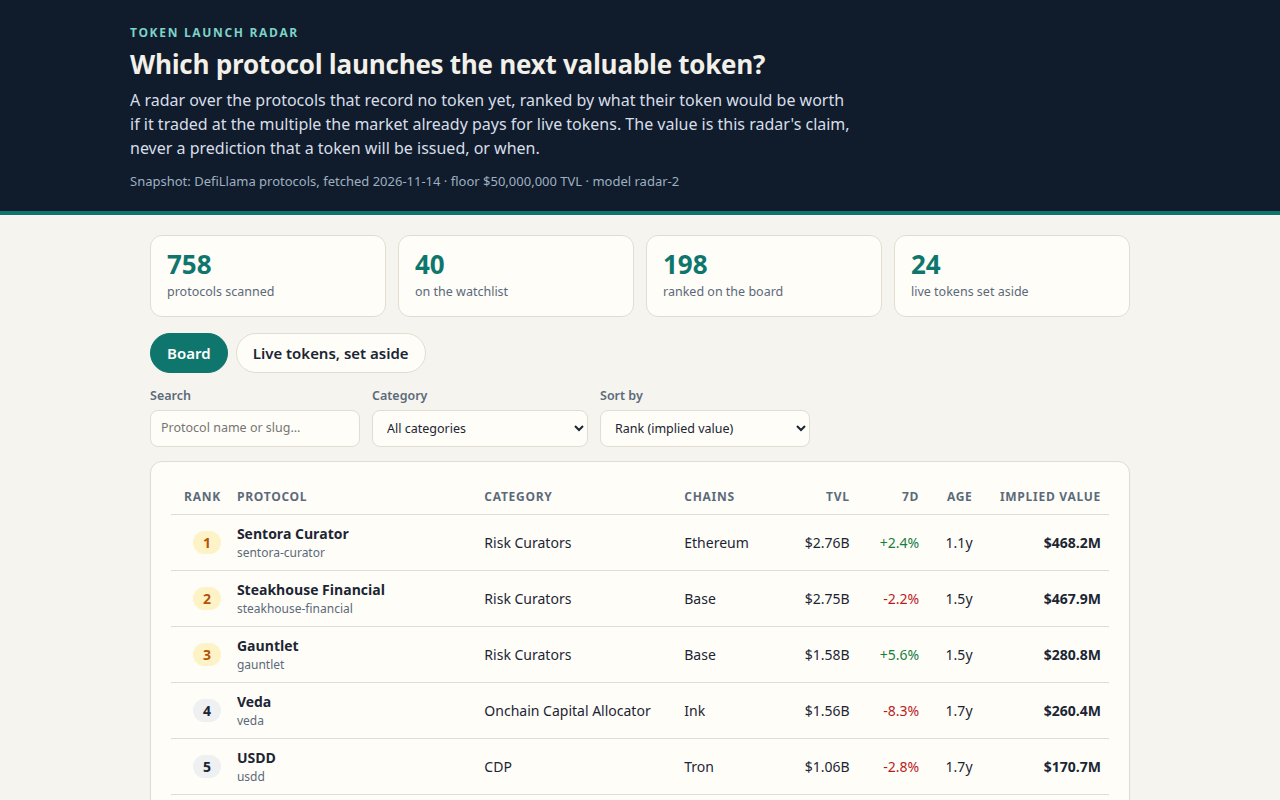 TOKEN LAUNCH RADAR
Which protocol launches the next valuable token?
A radar over the protocols that record no token yet, ranked by what their token would be worth
if it traded at the multiple the market already pays for live tokens. The value is this radar's claim,
never a prediction that a token will be issued, or when.
Snapshot: DefiLlama protocols, fetched 2026-11-14 · floor $50,000,000 TVL · model radar-2
758
protocols scanned
40
on the watchlist
198
ranked on the board
24
live tokens set aside
Board
Live tokens, set aside
Search
Category
Sort by
Protocol name or slug...
All categories
Rank (implied value)
RANK PROTOCOL CATEGORY CHAINS TVL 7D AGE IMPLIED VALUE
1 Sentora Curator Risk Curators Ethereum $2.76B +2.4% 1.1y $468.2M
sentora-curator
2 Steakhouse Financial Risk Curators Base $2.75B -2.2% 1.5y $467.9M
steakhouse-financial
3 Gauntlet Risk Curators Base $1.58B +5.6% 1.5y $280.8M
gauntlet
4 Veda Onchain Capital Allocator Ink $1.56B -8.3% 1.7y $260.4M
veda
5 USDD CDP Tron $1.06B -2.8% 1.7y $170.7M
usdd